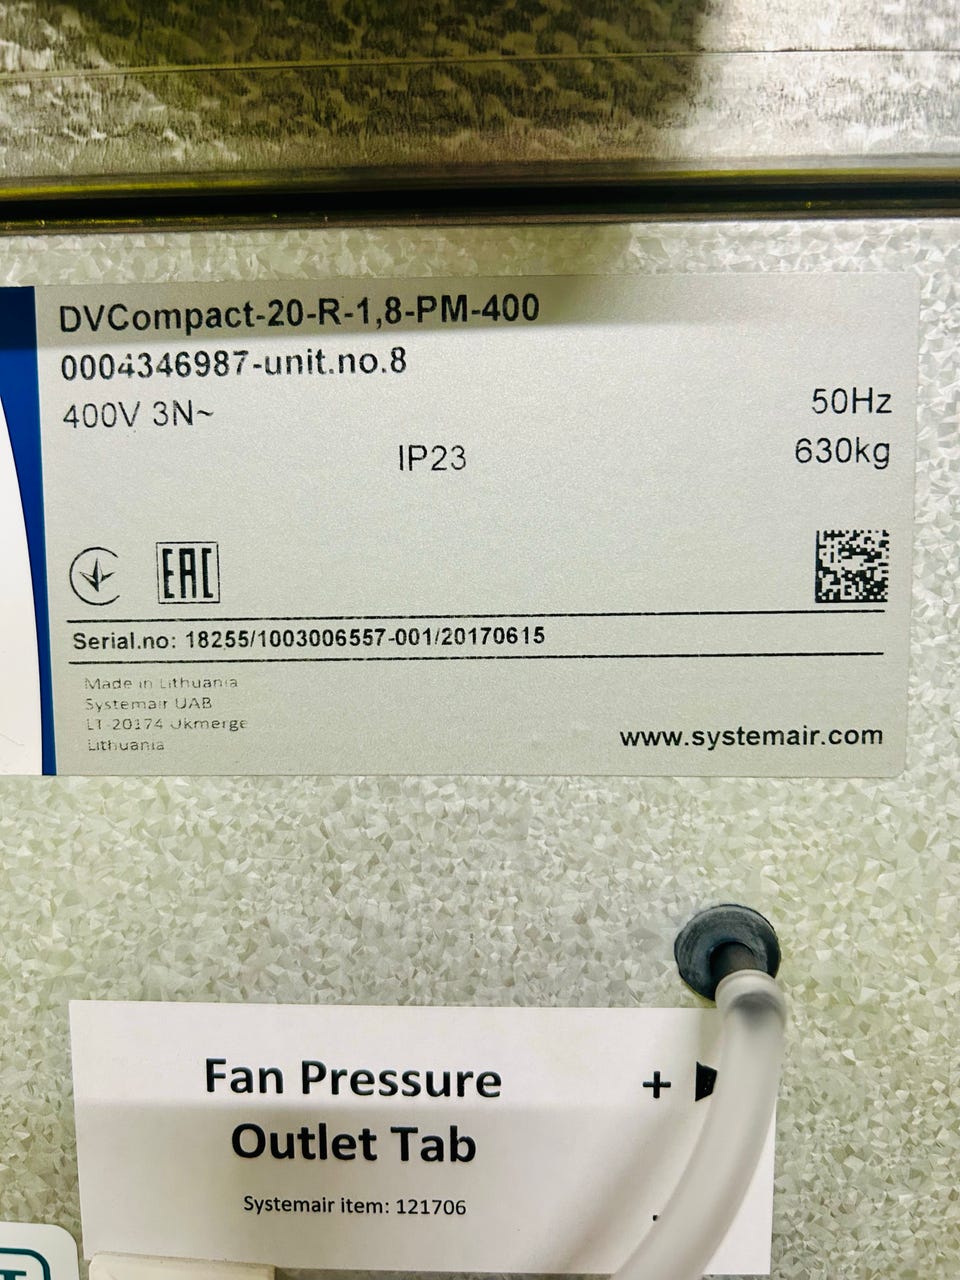 DVCompact-20-R-1,8-PM-400
0004346987-unit.no.8
400V 3N~
50Hz
IP23
630kg
EAC
Serial.no: 18255/1003006557-001/20170615
Made in Lithuania
Systemair UAB
LT-20174 Ukmerge
Lithuania
www.systemair.com
Fan Pressure +
Outlet Tab
Systemair item: 121706 -